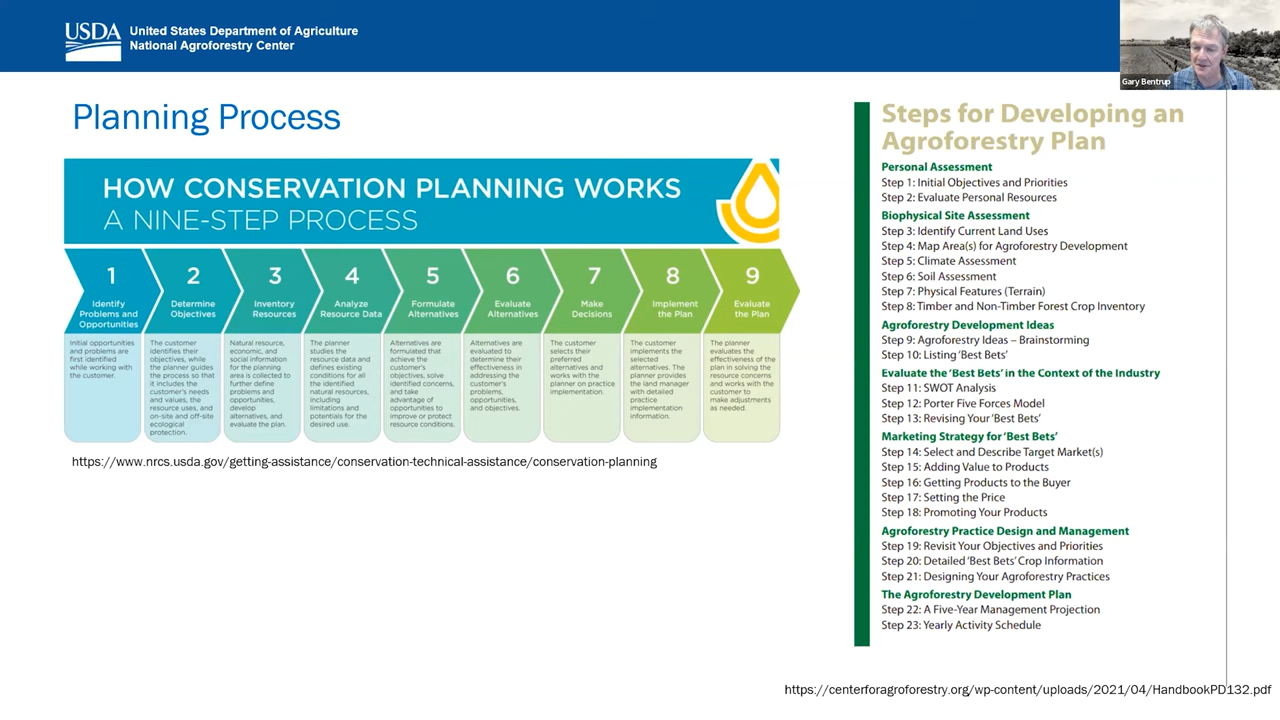 USDA
United States Department of Agriculture
National Agroforestry Center
Gary Bentrup
Planning Process
HOW CONSERVATION PLANNING WORKS
A NINE-STEP PROCESS
1
Identify
Problems and
Opportunities
Initial opportunities
and problems are
first identified
while working with
the customer.
2
Determine
Objectives
The customer
identifies their
objectives, while
the planner guides
the process so that
it includes the
customer's needs
and values, the
resource uses, and
on-site and off-site
ecological
protection.
3
Inventory
Resources
Natural resource,
economic, and
social information
for the planning
area is collected to
further define
problems and
opportunities,
develop
alternatives, and
evaluate the plan.
4
Analyze
Resource Data
The planner
studies the
resource data and
defines existing
conditions for all
the identified
natural resources,
including
limitations and
potentials for the
desired use.
5
Formulate
Alternatives
Alternatives are
formulated that
achieve the
customer's
objectives, solve
identified concerns,
and take
advantage of
opportunities to
improve or protect
resource conditions.
6
Evaluate
Alternatives
Alternatives are
evaluated to
determine their
effectiveness in
addressing the
customer's
problems,
opportunities,
and objectives.
7
Make
Decisions
The customer
selects their
preferred
alternatives and
works with the
planner on practice
implementation.
8
Implement
the Plan
The customer
implements the
selected
alternatives. The
planner provides
the land manager
with detailed
practice
implementation
information.
9
Evaluate
the Plan
The planner
evaluates the
effectiveness of the
plan in solving the
resource concerns
and works with the
customer to
make adjustments
as needed.
https://www.nrcs.usda.gov/getting-assistance/conservation-technical-assistance/conservation-planning
Steps for Developing an
Agroforestry Plan
Personal Assessment
Step 1: Initial Objectives and Priorities
Step 2: Evaluate Personal Resources
Biophysical Site Assessment
Step 3: Identify Current Land Uses
Step 4: Map Area(s) for Agroforestry Development
Step 5: Climate Assessment
Step 6: Soil Assessment
Step 7: Physical Features (Terrain)
Step 8: Timber and Non-Timber Forest Crop Inventory
Agroforestry Development Ideas
Step 9: Agroforestry Ideas – Brainstorming
Step 10: Listing 'Best Bets'
Evaluate the 'Best Bets' in the Context of the Industry
Step 11: SWOT Analysis
Step 12: Porter Five Forces Model
Step 13: Revising Your 'Best Bets'
Marketing Strategy for 'Best Bets'
Step 14: Select and Describe Target Market(s)
Step 15: Adding Value to Products
Step 16: Getting Products to the Buyer
Step 17: Setting the Price
Step 18: Promoting Your Products
Agroforestry Practice Design and Management
Step 19: Revisit Your Objectives and Priorities
Step 20: Detailed 'Best Bets' Crop Information
Step 21: Designing Your Agroforestry Practices
The Agroforestry Development Plan
Step 22: A Five-Year Management Projection
Step 23: Yearly Activity Schedule
https://centerforagroforestry.org/wp-content/uploads/2021/04/HandbookPD132.pdf